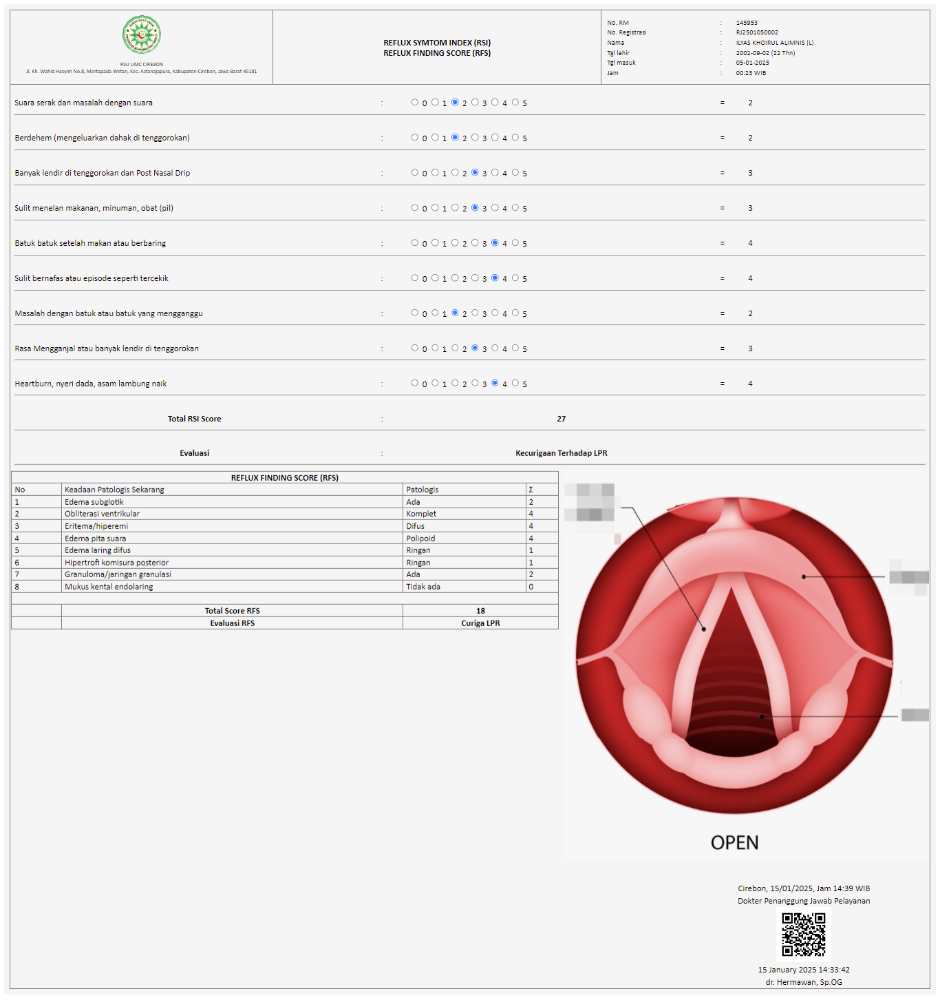 RSU UMC CIREBON
Jl. Kh. Wahid Hasyim No.8, Mertapada Wetan, Kec. Astanajapura, Kabupaten Cirebon, Jawa Barat 45181
REFLUX SYMTOM INDEX (RSI)
REFLUX FINDING SCORE (RFS)
No. RM : 145953
No. Registrasi : RJ2501050002
Nama : ILYAS KHOIRUL ALIMNIS (L)
Tgl lahir : 2002-09-02 (22 Thn)
Tgl masuk : 05-01-2025
Jam : 00:23 WIB
Suara serak dan masalah dengan suara : 0 1 2 3 4 5 = 2
Berdehem (mengeluarkan dahak di tenggorokan) : 0 1 2 3 4 5 = 2
Banyak lendir di tenggorokan dan Post Nasal Drip : 0 1 2 3 4 5 = 3
Sulit menelan makanan, minuman, obat (pil) : 0 1 2 3 4 5 = 3
Batuk batuk setelah makan atau berbaring : 0 1 2 3 4 5 = 4
Sulit bernafas atau episode seperti tercekik : 0 1 2 3 4 5 = 4
Masalah dengan batuk atau batuk yang mengganggu : 0 1 2 3 4 5 = 2
Rasa Mengganjal atau banyak lendir di tenggorokan : 0 1 2 3 4 5 = 3
Heartburn, nyeri dada, asam lambung naik : 0 1 2 3 4 5 = 4
Total RSI Score : 27
Evaluasi : Kecurigaan Terhadap LPR
REFLUX FINDING SCORE (RFS)
No Keadaan Patologis Sekarang Patologis Σ
1 Edema subglotik Ada 2
2 Obliterasi ventrikular Komplet 4
3 Eritema/hiperemi Difus 4
4 Edema pita suara Polipoid 4
5 Edema laring difus Ringan 1
6 Hipertrofi komisura posterior Ringan 1
7 Granuloma/jaringan granulasi Ada 2
8 Mukus kental endolaring Tidak ada 0
Total Score RFS 18
Evaluasi RFS Curiga LPR
OPEN
Cirebon, 15/01/2025, Jam 14:39 WIB
Dokter Penanggung Jawab Pelayanan
15 January 2025 14:33:42
dr. Hermawan, Sp.OG